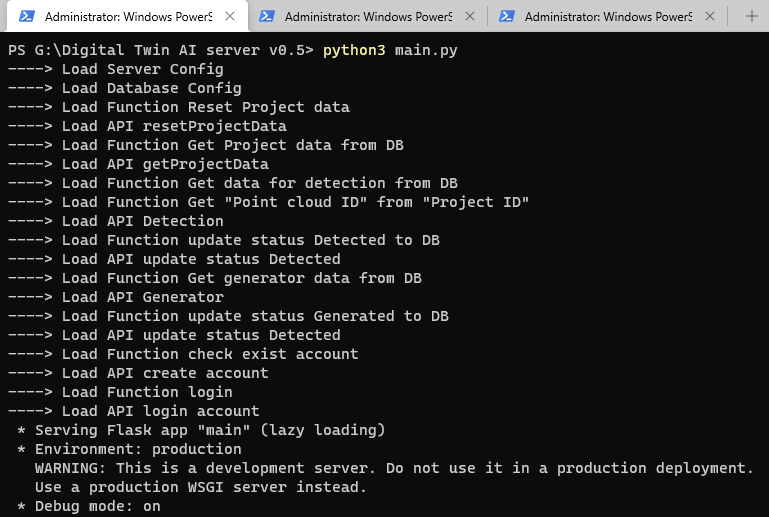 Administrator: Windows PowerS
Administrator: Windows PowerS
Administrator: Windows PowerS
PS G:\Digital Twin AI server v0.5> python3 main.py
----> Load Server Config
----> Load Database Config
----> Load Function Reset Project data
----> Load API resetProjectData
----> Load Function Get Project data from DB
----> Load API getProjectData
----> Load Function Get data for detection from DB
----> Load Function Get "Point cloud ID" from "Project ID"
----> Load API Detection
----> Load Function update status Detected to DB
----> Load API update status Detected
----> Load Function Get generator data from DB
----> Load API Generator
----> Load Function update status Generated to DB
----> Load API update status Detected
----> Load Function check exist account
----> Load API create account
----> Load Function login
----> Load API login account
* Serving Flask app "main" (lazy loading)
* Environment: production
WARNING: This is a development server. Do not use it in a production deployment.
Use a production WSGI server instead.
* Debug mode: on